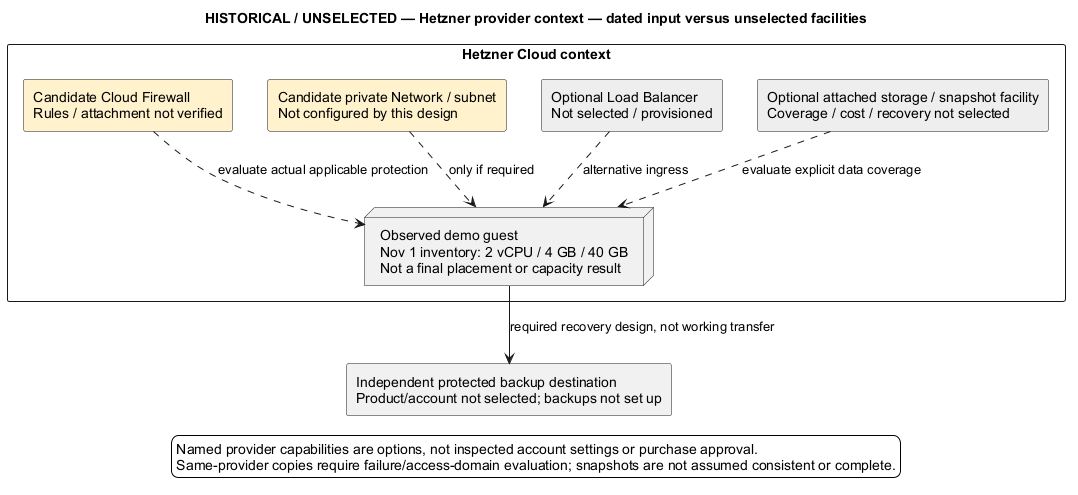 HISTORICAL / UNSELECTED — Hetzner provider context — dated input versus unselected facilities
Hetzner Cloud context
Candidate Cloud Firewall
Rules / attachment not verified
Candidate private Network / subnet
Not configured by this design
Optional Load Balancer
Not selected / provisioned
Optional attached storage / snapshot facility
Coverage / cost / recovery not selected
evaluate actual applicable protection
only if required
alternative ingress
evaluate explicit data coverage
Observed demo guest
Nov 1 inventory: 2 vCPU / 4 GB / 40 GB
Not a final placement or capacity result
required recovery design, not working transfer
Independent protected backup destination
Product/account not selected; backups not set up
Named provider capabilities are options, not inspected account settings or purchase approval.
Same-provider copies require failure/access-domain evaluation; snapshots are not assumed consistent or complete.